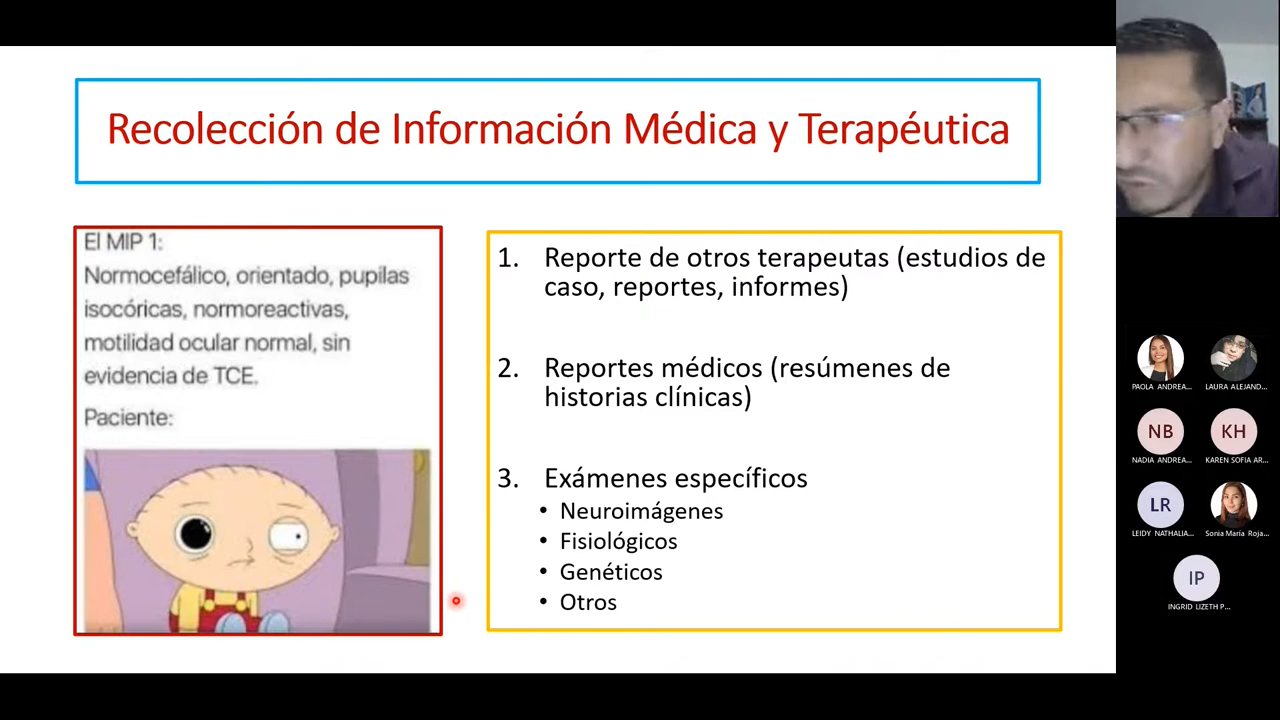 Recolección de Información Médica y Terapéutica
El MIP 1:
Normocefálico, orientado, pupilas
isocóricas, normoreactivas,
motilidad ocular normal, sin
evidencia de TCE.
Paciente:
1. Reporte de otros terapeutas (estudios de
caso, reportes, informes)
2. Reportes médicos (resúmenes de
historias clínicas)
3. Exámenes específicos
• Neuroimágenes
• Fisiológicos
• Genéticos
• Otros
PAOLA ANDREA...
LAURA ALEJAND...
NB
NADIA ANDREA...
KH
KAREN SOFIA AR...
LR
LEIDY NATHALIA...
Sonia María Roja...
IP
INGRID LIZETH P...